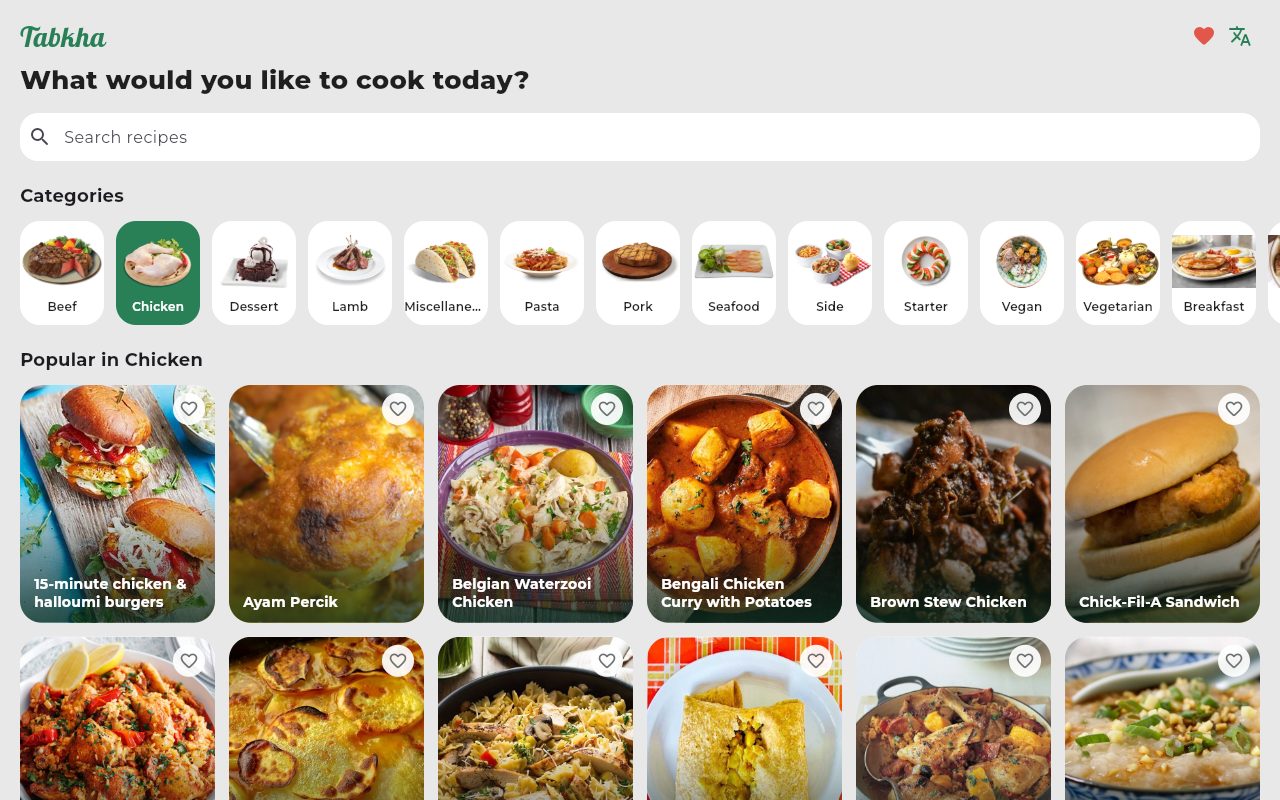 Tabkha
What would you like to cook today?
Search recipes
Categories
Beef
Chicken
Dessert
Lamb
Miscellane...
Pasta
Pork
Seafood
Side
Starter
Vegan
Vegetarian
Breakfast
Popular in Chicken
15-minute chicken &
halloumi burgers
Ayam Percik
Belgian Waterzooi
Chicken
Bengali Chicken
Curry with Potatoes
Brown Stew Chicken
Chick-Fil-A Sandwich